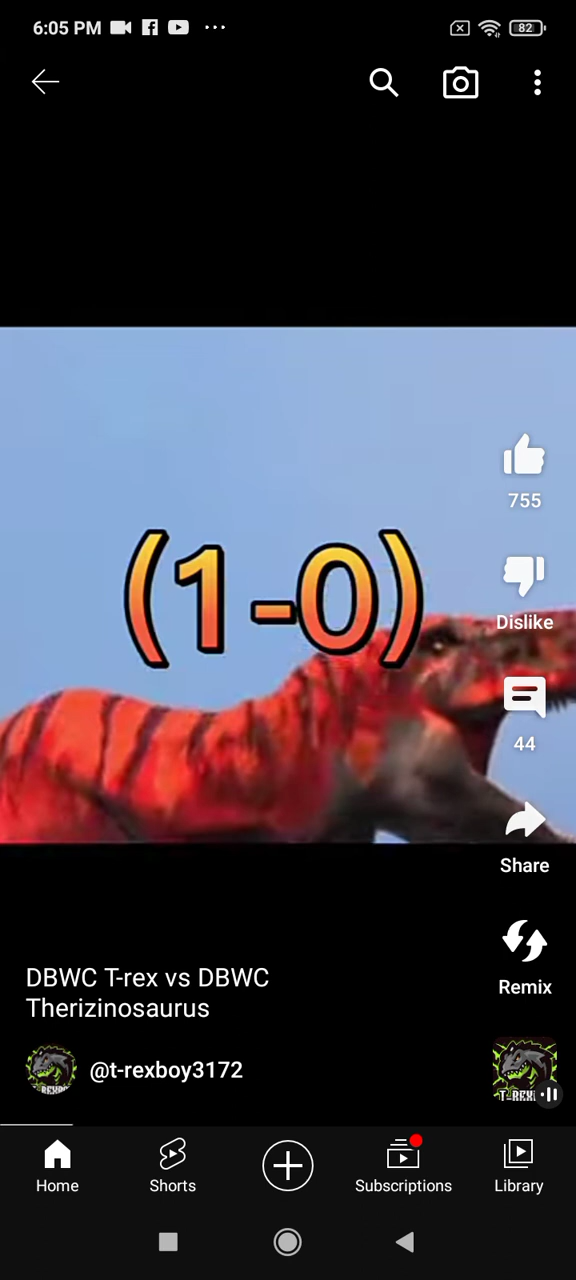 6:05 PM
82
(1-0)
755
Dislike
44
Share
Remix
DBWC T-rex vs DBWC
Therizinosaurus
@t-rexboy3172
Home
Shorts
Subscriptions
Library